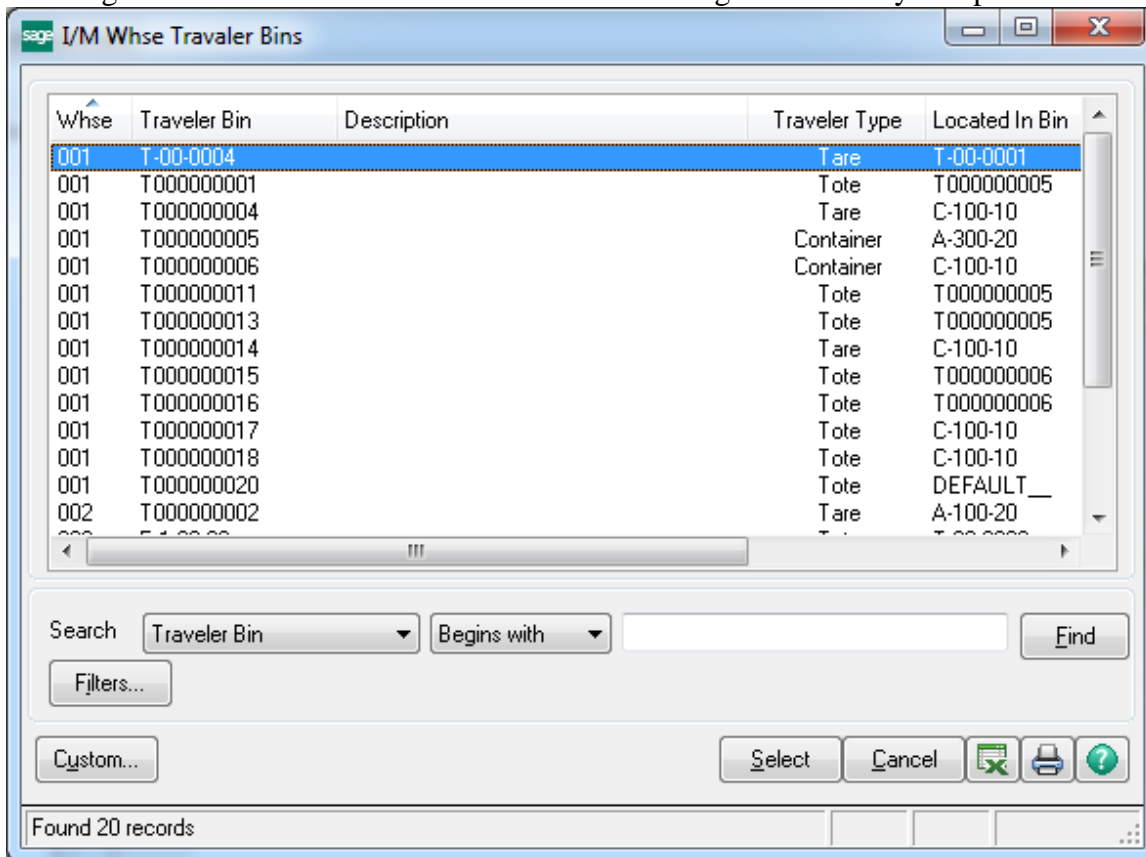 sage I/M Whse Travaler Bins
Whse Traveler Bin Description Traveler Type Located In Bin
001 T-00-0004 Tare T-00-0001
001 T000000001 Tote T000000005
001 T000000004 Tare C-100-10
001 T000000005 Container A-300-20
001 T000000006 Container C-100-10
001 T000000011 Tote T000000005
001 T000000013 Tote T000000005
001 T000000014 Tare C-100-10
001 T000000015 Tote T000000006
001 T000000016 Tote T000000006
001 T000000017 Tote C-100-10
001 T000000018 Tote C-100-10
001 T000000020 Tote DEFAULT__
002 T000000002 Tare A-100-20
Search Traveler Bin Begins with Find
Filters...
Custom... Select Cancel
Found 20 records